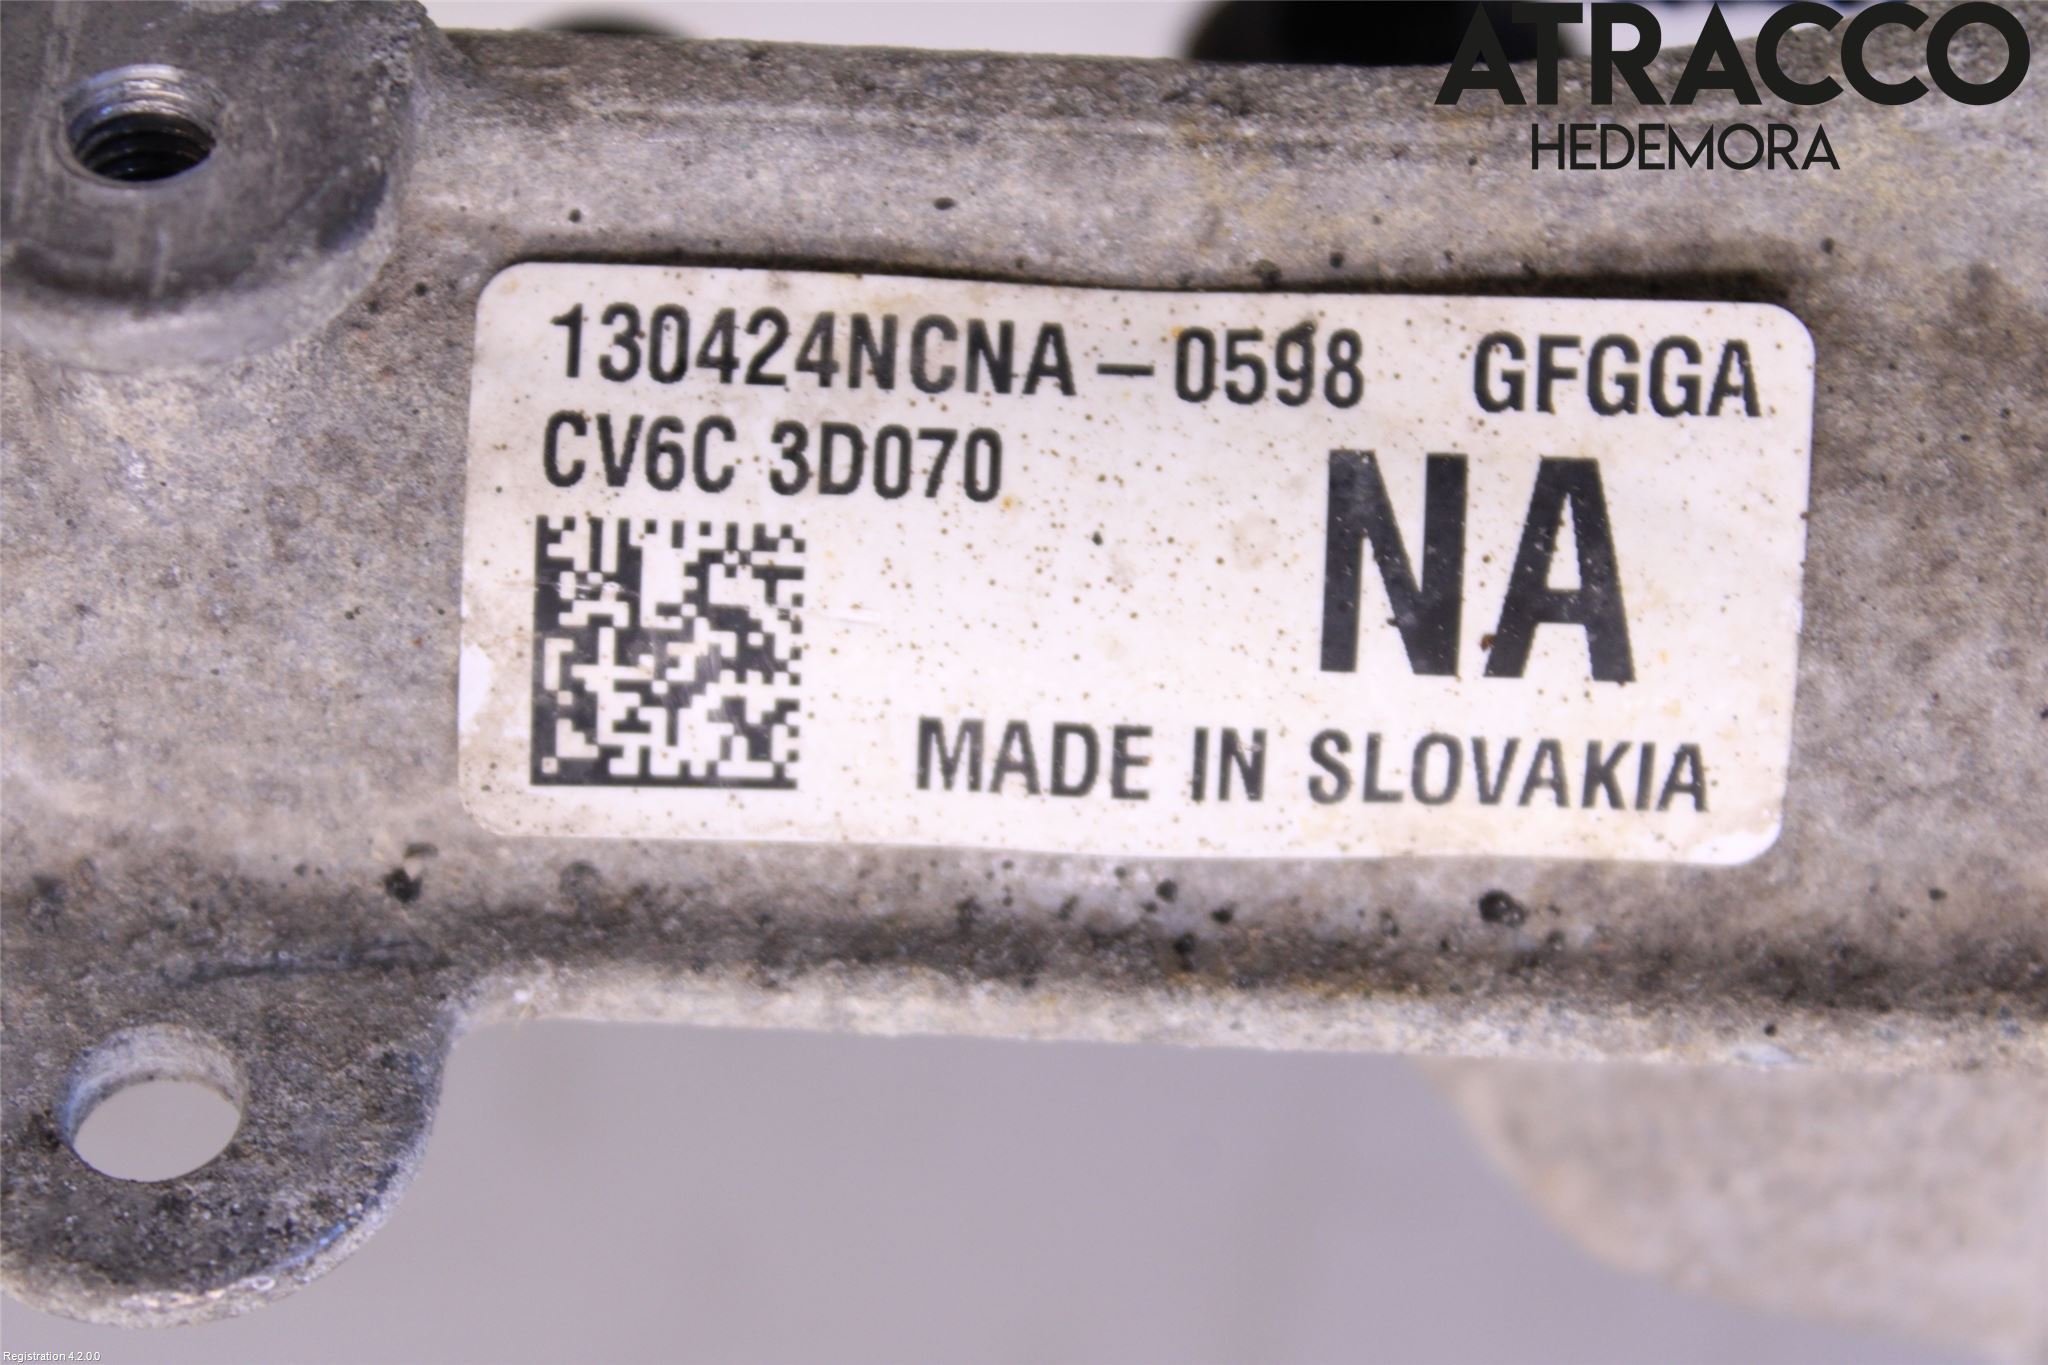 ATRACCO
HEDEMORA
130424NCNA-0598 GFGGA
CV6C 3D070
NA
MADE IN SLOVAKIA
Registration 4.2.0.0